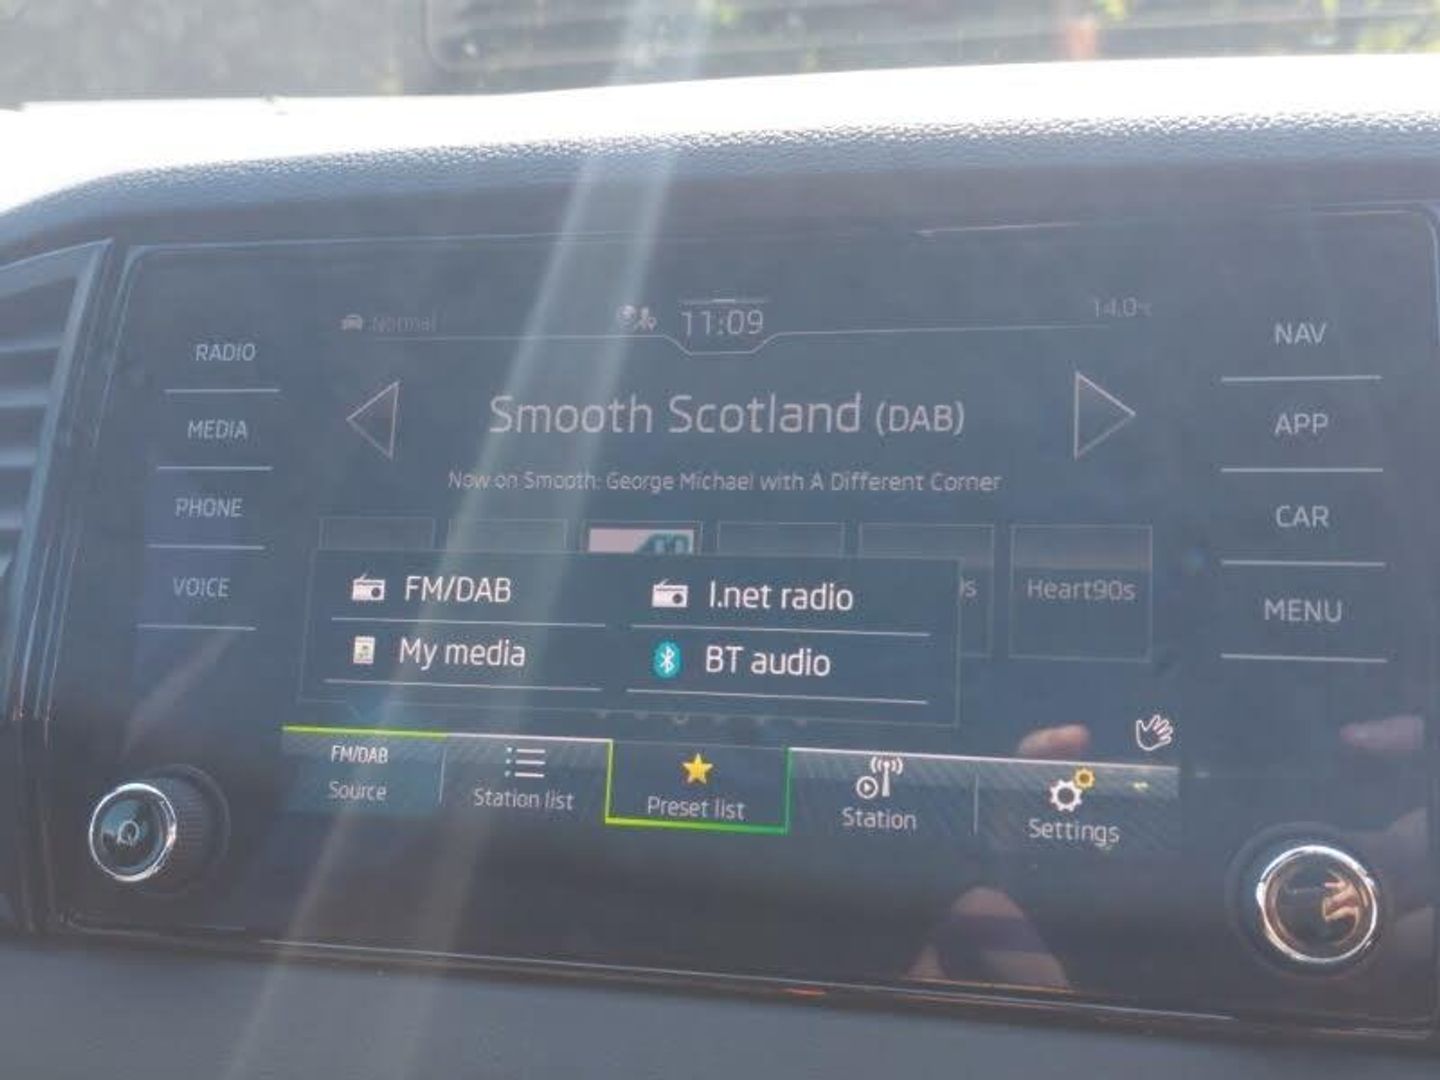 Normal
11:09
14.0°c
RADIO
MEDIA
PHONE
VOICE
NAV
APP
CAR
MENU
Smooth Scotland (DAB)
Now on Smooth: George Michael with A Different Corner
Heart90s
FM/DAB
I.net radio
My media
BT audio
FM/DAB
Source
Station list
Preset list
Station
Settings